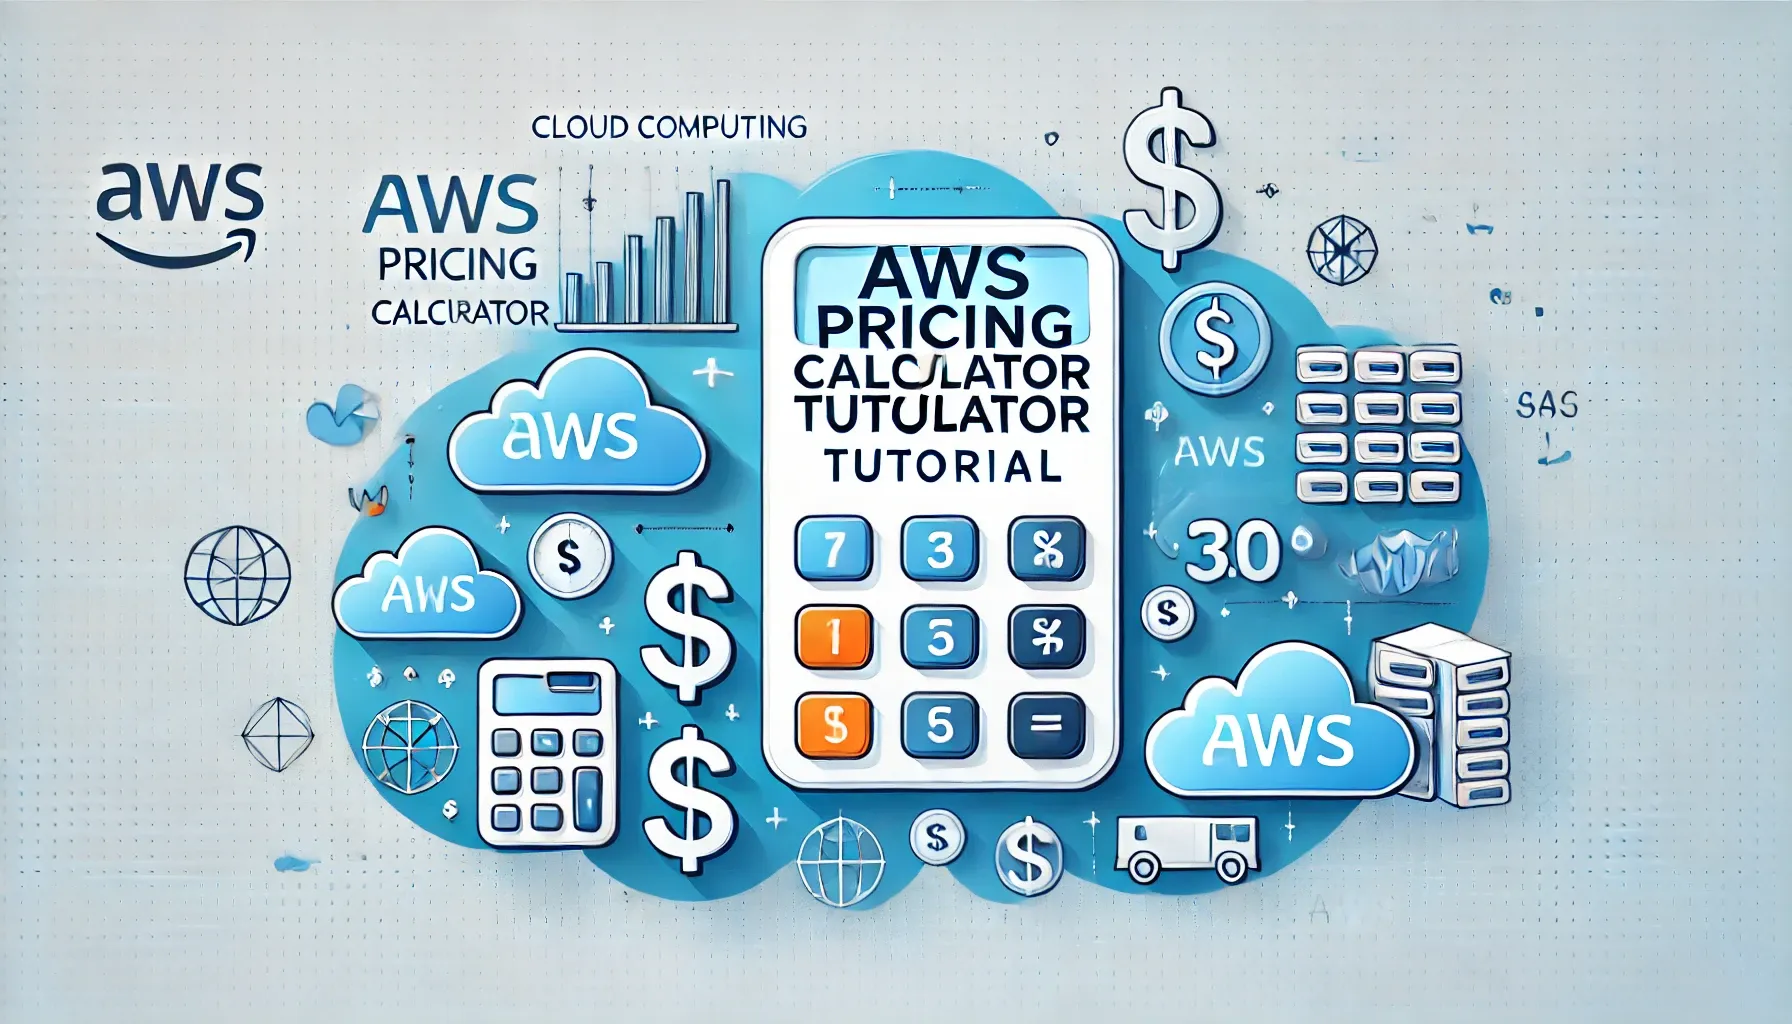 CLOUD COMPUTING
aws
AWS
PRICING
CALCIRATOR
AWS
PRICING
CALCULATOR
TUTULATOR
TUTORIAL
$
$
SAS
aws
AWS
AWS
$
7 3
30
1 5
$
$
$ 5 =
AWS
$
$
$
$
$
AWS